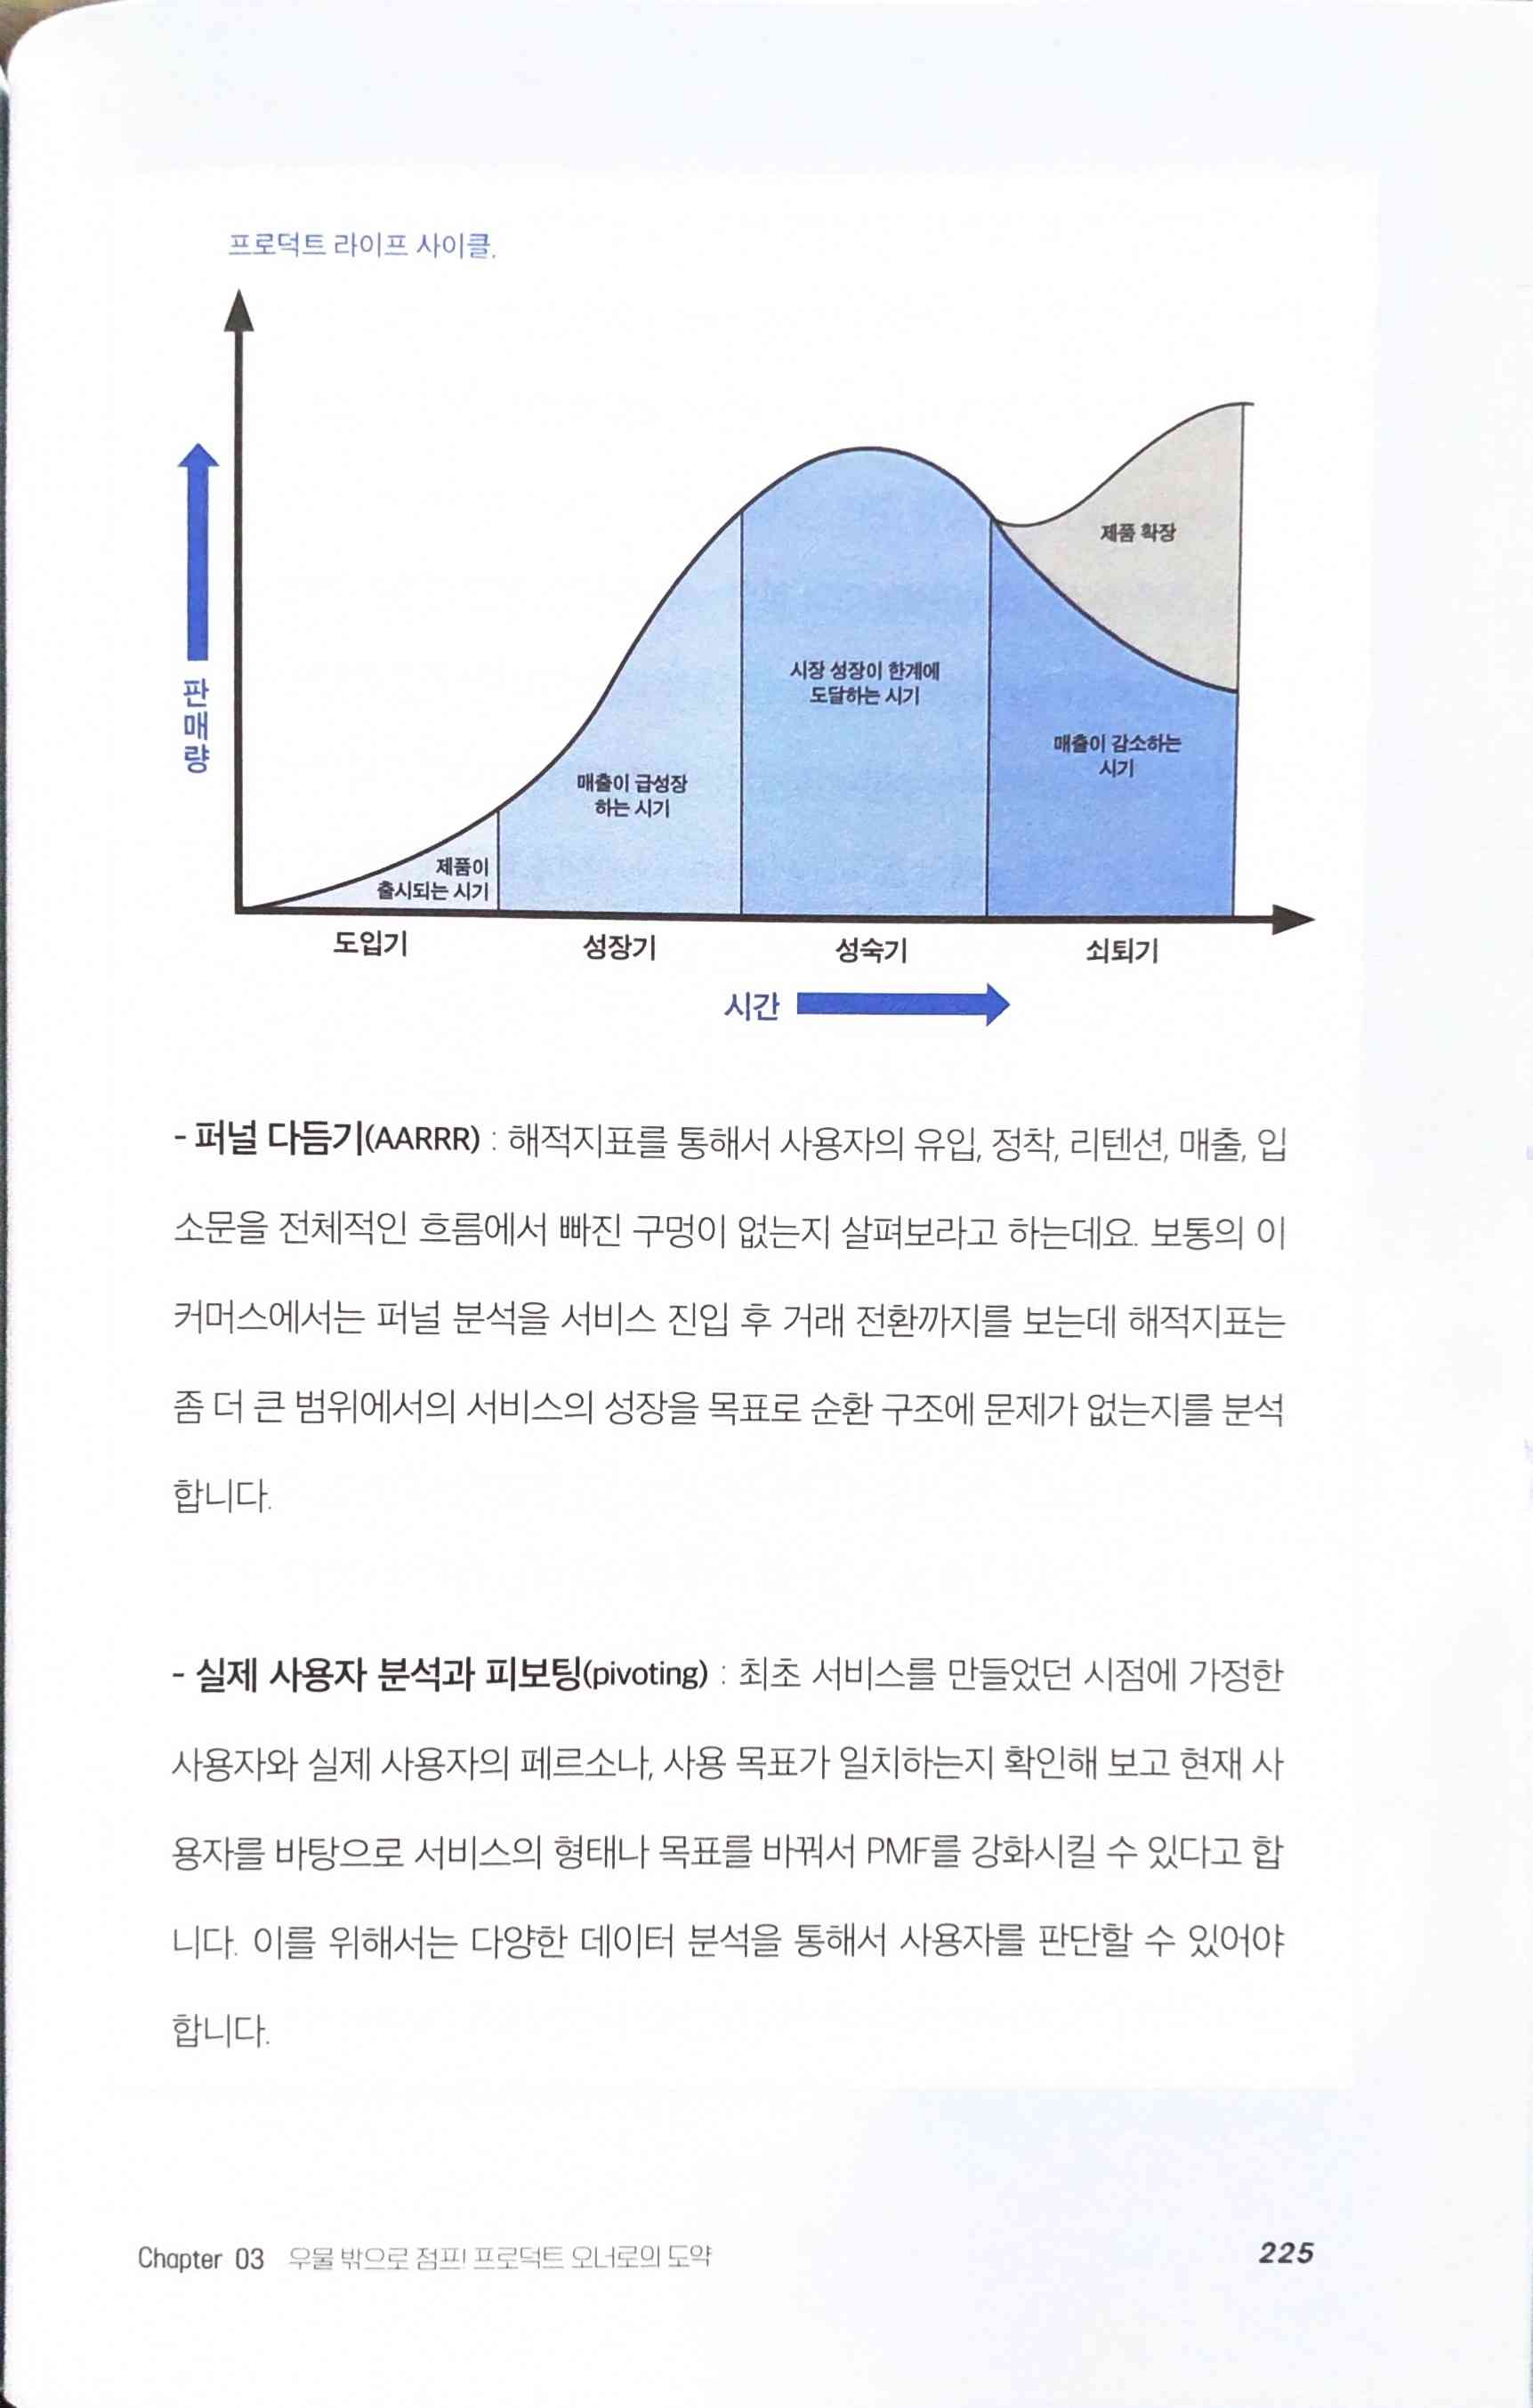 프로덕트 라이프 사이클.
판매량
제품 확장
시장 성장이 한계에
도달하는 시기
매출이 감소하는
시기
매출이 급성장
하는 시기
제품이
출시되는 시기
도입기 성장기 성숙기 쇠퇴기
시간
- 퍼널 다듬기(AARRR) : 해적지표를 통해서 사용자의 유입, 정착, 리텐션, 매출, 입
소문을 전체적인 흐름에서 빠진 구멍이 없는지 살펴보라고 하는데요. 보통의 이
커머스에서는 퍼널 분석을 서비스 진입 후 거래 전환까지를 보는데 해적지표는
좀 더 큰 범위에서의 서비스의 성장을 목표로 순환 구조에 문제가 없는지를 분석
합니다.
- 실제 사용자 분석과 피보팅(pivoting) : 최초 서비스를 만들었던 시점에 가정한
사용자와 실제 사용자의 페르소나, 사용 목표가 일치하는지 확인해 보고 현재 사
용자를 바탕으로 서비스의 형태나 목표를 바꿔서 PMF를 강화시킬 수 있다고 합
니다. 이를 위해서는 다양한 데이터 분석을 통해서 사용자를 판단할 수 있어야
합니다.
Chapter 03 우물 밖으로 점프! 프로덕트 오너로의 도약 225